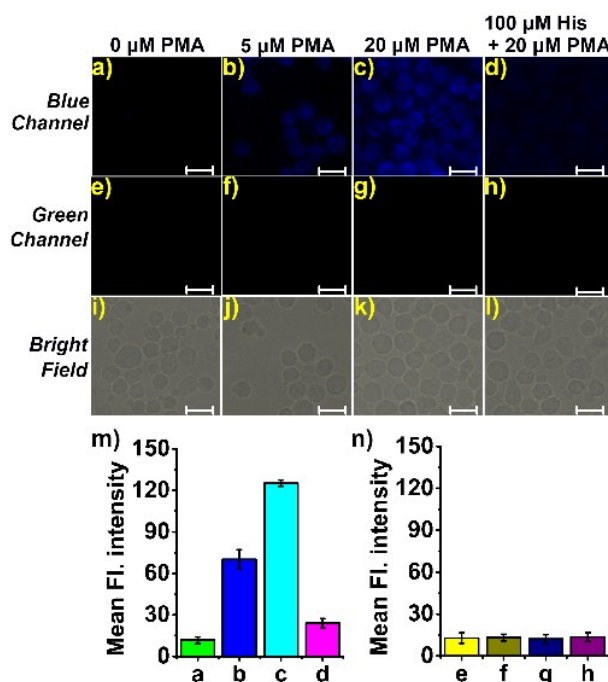 0 μM PMA
5 μM PMA
20 μM PMA
100 μM His
+ 20 μM PMA
Blue
Channel
a)
b)
c)
d)
Green
Channel
e)
f)
g)
h)
Bright
Field
i)
j)
k)
l)
m)
Mean Fl. intensity
150
120
90
60
30
0
a
b
c
d
n)
Mean Fl. intensity
150
120
90
60
30
0
e
f
g
h